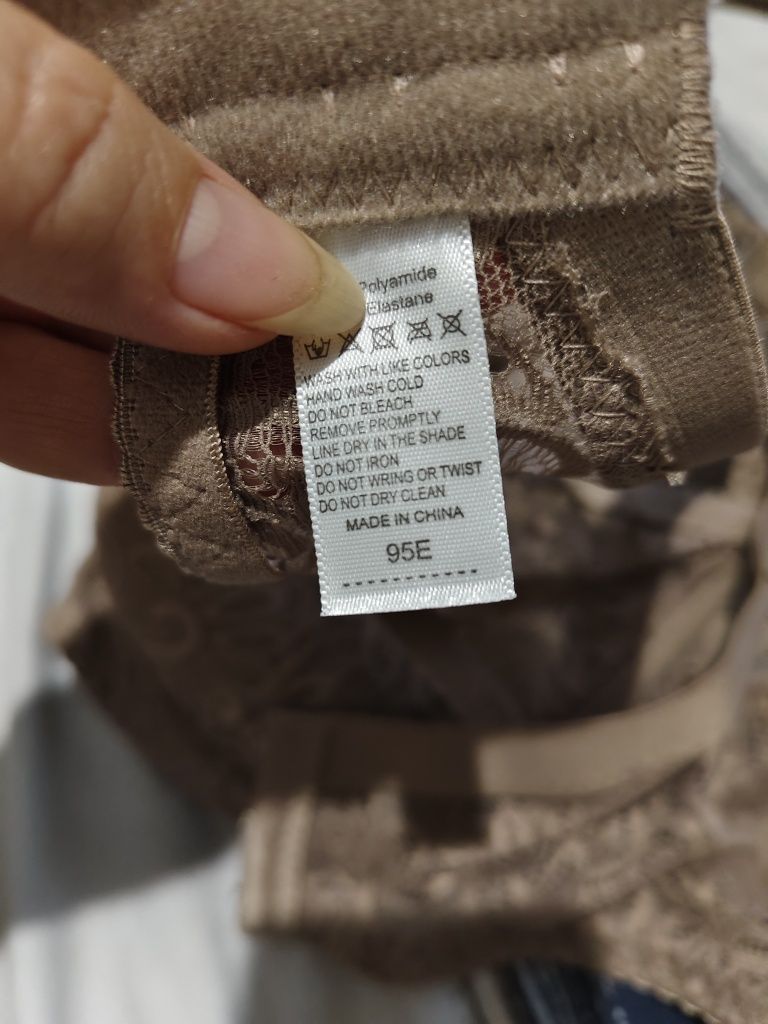 Polyamide
Elastane
WASH WITH LIKE COLORS
HAND WASH COLD
DO NOT BLEACH
REMOVE PROMPTLY
LINE DRY IN THE SHADE
DO NOT IRON
DO NOT WRING OR TWIST
DO NOT DRY CLEAN
MADE IN CHINA
95E